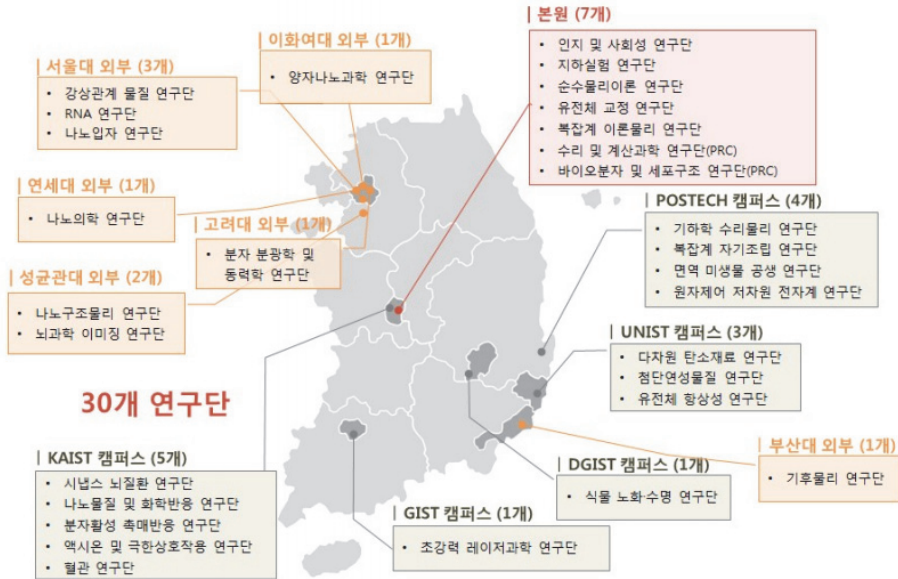 | 본원 (7개)
• 인지 및 사회성 연구단
• 지하실험 연구단
• 순수물리이론 연구단
• 유전체 교정 연구단
• 복잡계 이론물리 연구단
• 수리 및 계산과학 연구단(PRC)
• 바이오분자 및 세포구조 연구단(PRC)
| 이화여대 외부 (1개)
• 양자나노과학 연구단
| 서울대 외부 (3개)
• 강상관계 물질 연구단
• RNA 연구단
• 나노입자 연구단
| 연세대 외부 (1개)
• 나노의학 연구단
| 고려대 외부 (1개)
• 분자 분광학 및
동력학 연구단
| 성균관대 외부 (2개)
• 나노구조물리 연구단
• 뇌과학 이미징 연구단
| POSTECH 캠퍼스 (4개)
• 기하학 수리물리 연구단
• 복잡계 자기조립 연구단
• 면역 미생물 공생 연구단
• 원자제어 저차원 전자계 연구단
| UNIST 캠퍼스 (3개)
• 다차원 탄소재료 연구단
• 첨단연성물질 연구단
• 유전체 항상성 연구단
30개 연구단
| KAIST 캠퍼스 (5개)
• 시냅스 뇌질환 연구단
• 나노물질 및 화학반응 연구단
• 분자활성 촉매반응 연구단
• 액시온 및 극한상호작용 연구단
• 혈관 연구단
| GIST 캠퍼스 (1개)
• 초강력 레이저과학 연구단
| DGIST 캠퍼스 (1개)
• 식물 노화·수명 연구단
| 부산대 외부 (1개)
• 기후물리 연구단